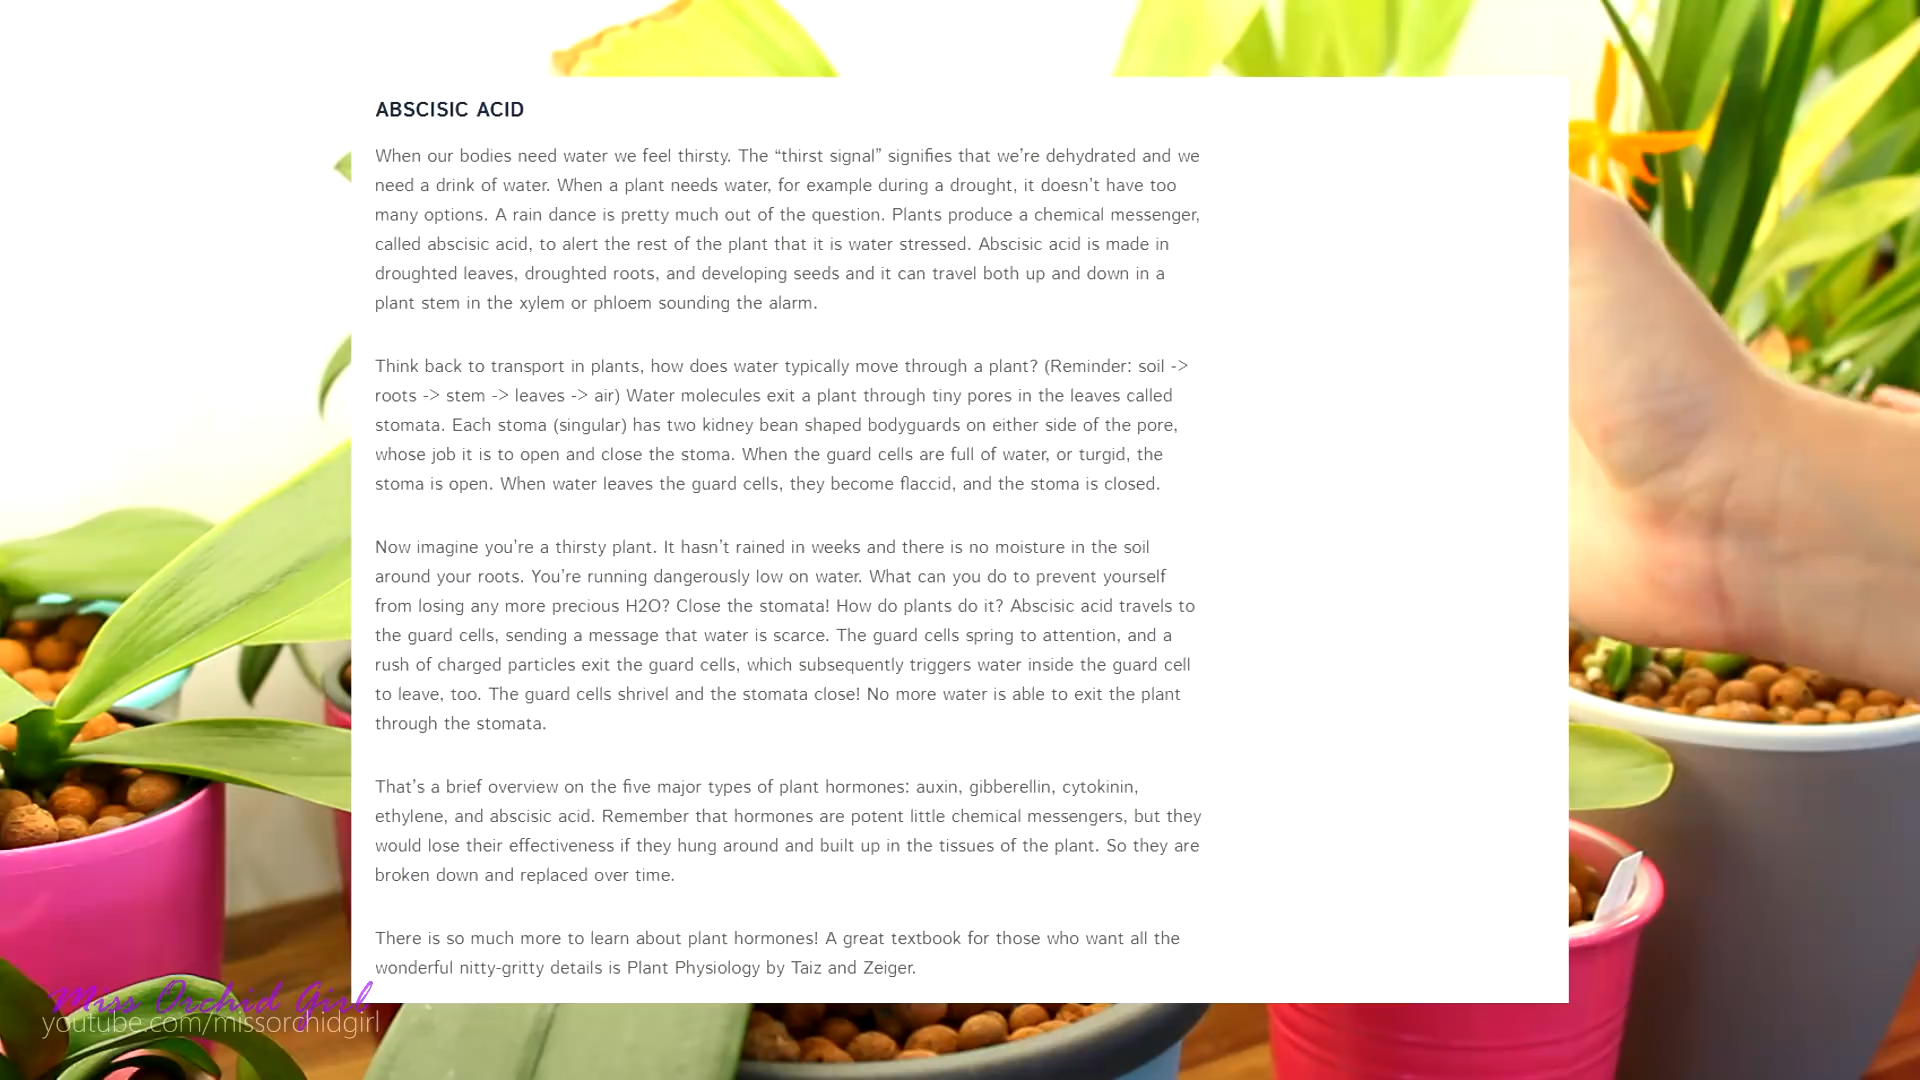 ABSCISIC ACID
When our bodies need water we feel thirsty. The “thirst signal” signifies that we’re dehydrated and we
need a drink of water. When a plant needs water, for example during a drought, it doesn’t have too
many options. A rain dance is pretty much out of the question. Plants produce a chemical messenger,
called abscisic acid, to alert the rest of the plant that it is water stressed. Abscisic acid is made in
droughted leaves, droughted roots, and developing seeds and it can travel both up and down in a
plant stem in the xylem or phloem sounding the alarm.
Think back to transport in plants, how does water typically move through a plant? (Reminder: soil ->
roots -> stem -> leaves -> air) Water molecules exit a plant through tiny pores in the leaves called
stomata. Each stoma (singular) has two kidney bean shaped bodyguards on either side of the pore,
whose job it is to open and close the stoma. When the guard cells are full of water, or turgid, the
stoma is open. When water leaves the guard cells, they become flaccid, and the stoma is closed.
Now imagine you’re a thirsty plant. It hasn’t rained in weeks and there is no moisture in the soil
around your roots. You’re running dangerously low on water. What can you do to prevent yourself
from losing any more precious H2O? Close the stomata! How do plants do it? Abscisic acid travels to
the guard cells, sending a message that water is scarce. The guard cells spring to attention, and a
rush of charged particles exit the guard cells, which subsequently triggers water inside the guard cell
to leave, too. The guard cells shrivel and the stomata close! No more water is able to exit the plant
through the stomata.
That’s a brief overview on the five major types of plant hormones: auxin, gibberellin, cytokinin,
ethylene, and abscisic acid. Remember that hormones are potent little chemical messengers, but they
would lose their effectiveness if they hung around and built up in the tissues of the plant. So they are
broken down and replaced over time.
There is so much more to learn about plant hormones! A great textbook for those who want all the
wonderful nitty-gritty details is Plant Physiology by Taiz and Zeiger.
Miss Orchid Girl
youtube.com/missorchidgirl